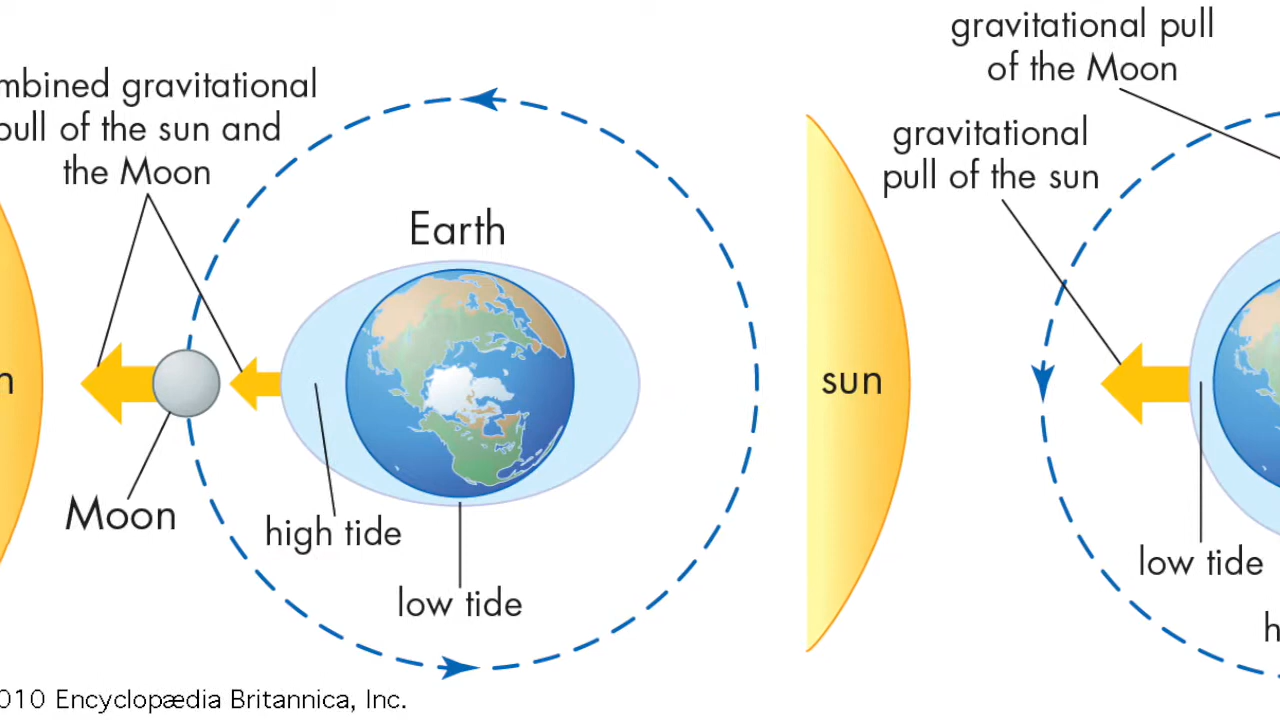 mbined gravitational
pull of the sun and
the Moon
Earth
n
Moon
high tide
low tide
gravitational pull
of the Moon
gravitational
pull of the sun
sun
low tide
h
010 Encyclopædia Britannica, Inc.